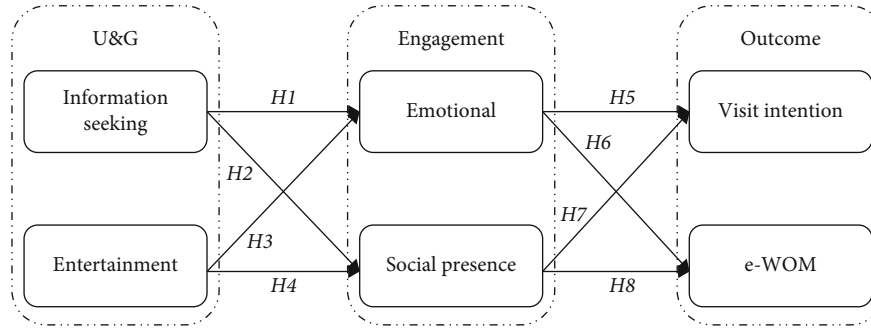 U&G
Engagement
Outcome
Information
seeking
H1
Emotional
H5
Visit intention
H2
H6
H3
H7
Entertainment
H4
Social presence
H8
e-WOM